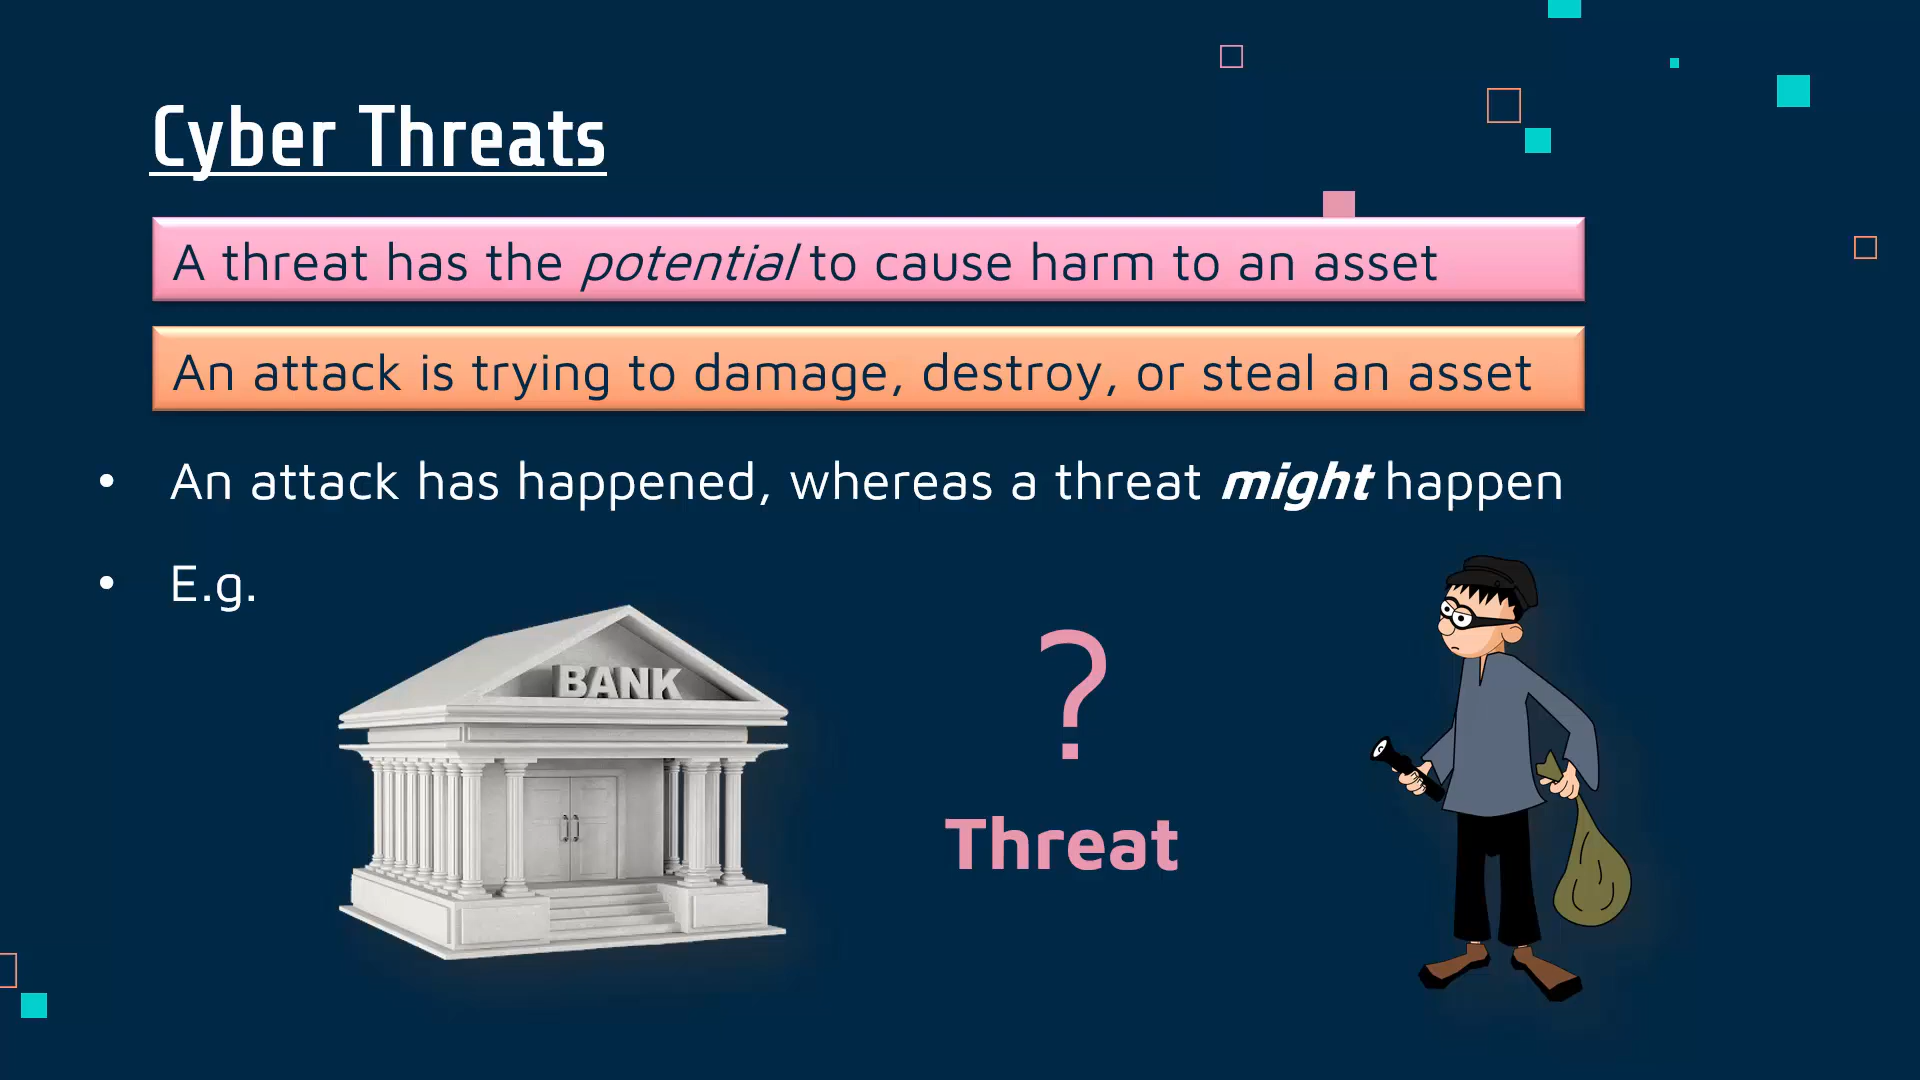 Cyber Threats
A threat has the potential to cause harm to an asset
An attack is trying to damage, destroy, or steal an asset
• An attack has happened, whereas a threat might happen
• E.g.
BANK
?
Threat